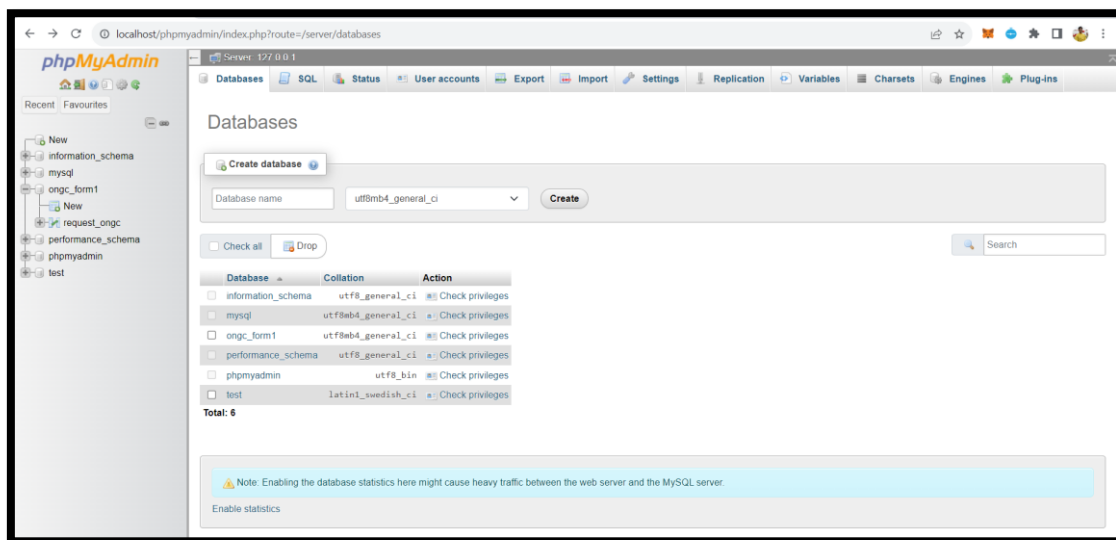 localhost/phpmyadmin/index.php?route=/server/databases
phpMyAdmin
Recent Favourites
New
information_schema
mysql
ongc_form1
New
request_ongc
performance_schema
phpmyadmin
test
Server: 127.0.0.1
Databases SQL Status User accounts Export Import Settings Replication Variables Charsets Engines Plug-ins
Databases
Create database
Database name utf8mb4_general_ci Create
Check all Drop Search
Database Collation Action
information_schema utf8_general_ci Check privileges
mysql utf8mb4_general_ci Check privileges
ongc_form1 utf8mb4_general_ci Check privileges
performance_schema utf8_general_ci Check privileges
phpmyadmin utf8_bin Check privileges
test latin1_swedish_ci Check privileges
Total: 6
Note: Enabling the database statistics here might cause heavy traffic between the web server and the MySQL server.
Enable statistics